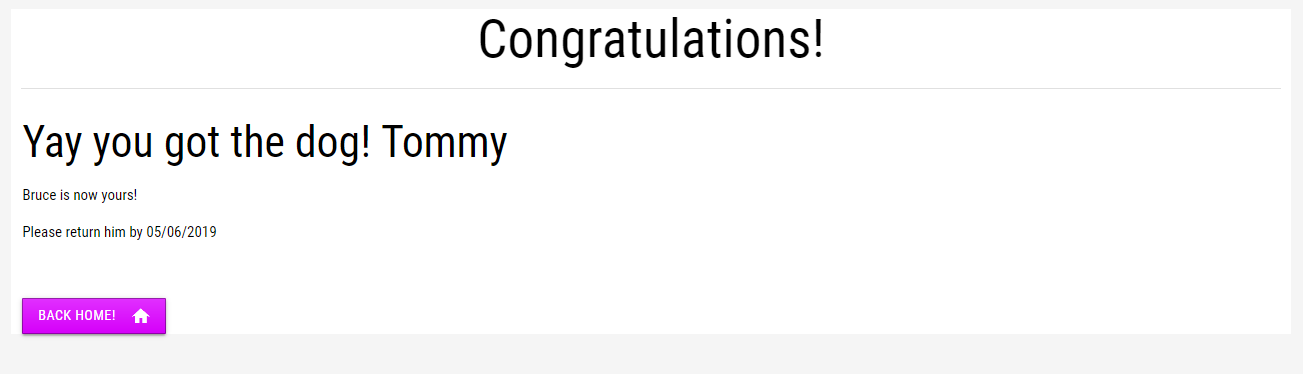 Congratulations!
Yay you got the dog! Tommy
Bruce is now yours!
Please return him by 05/06/2019
BACK HOME!